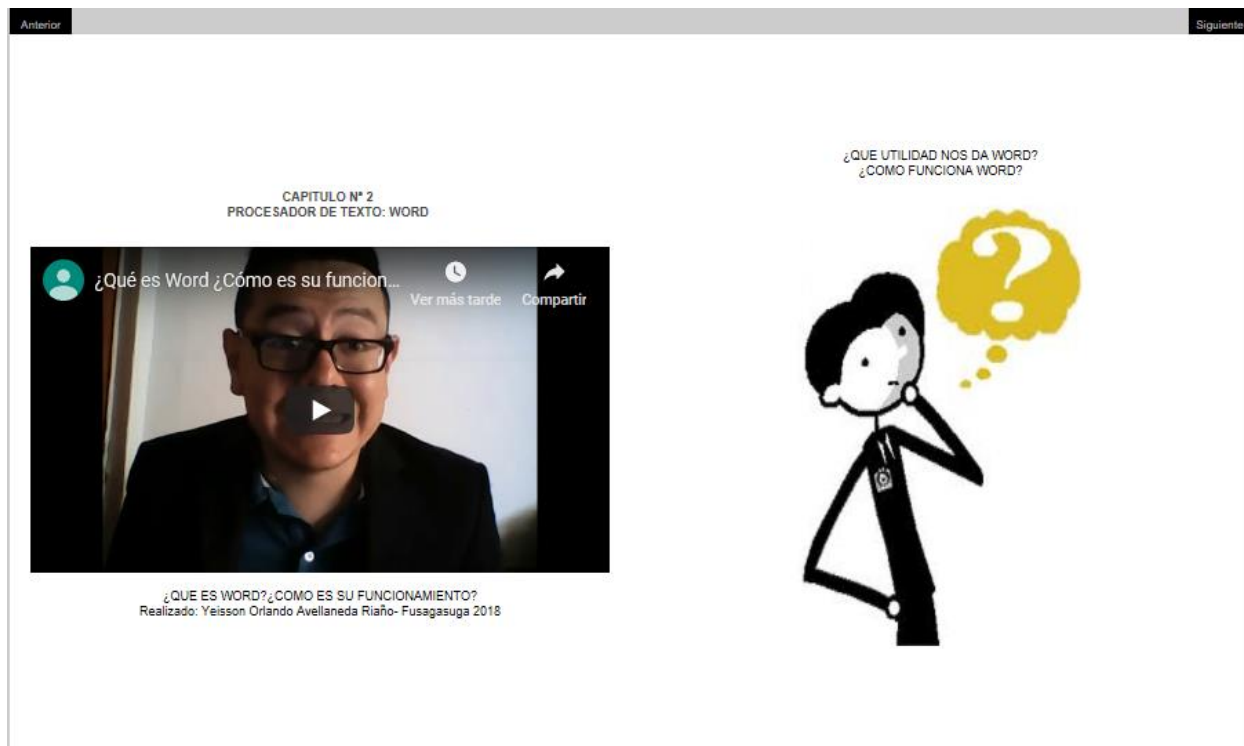 Anterior
Siguiente
CAPITULO N° 2
PROCESADOR DE TEXTO: WORD
¿Qué es Word ¿Cómo es su funcion...
Ver más tarde
Compartir
¿QUE ES WORD?¿COMO ES SU FUNCIONAMIENTO?
Realizado: Yeisson Orlando Avellaneda Riaño- Fusagasuga 2018
¿QUE UTILIDAD NOS DA WORD?
¿COMO FUNCIONA WORD?